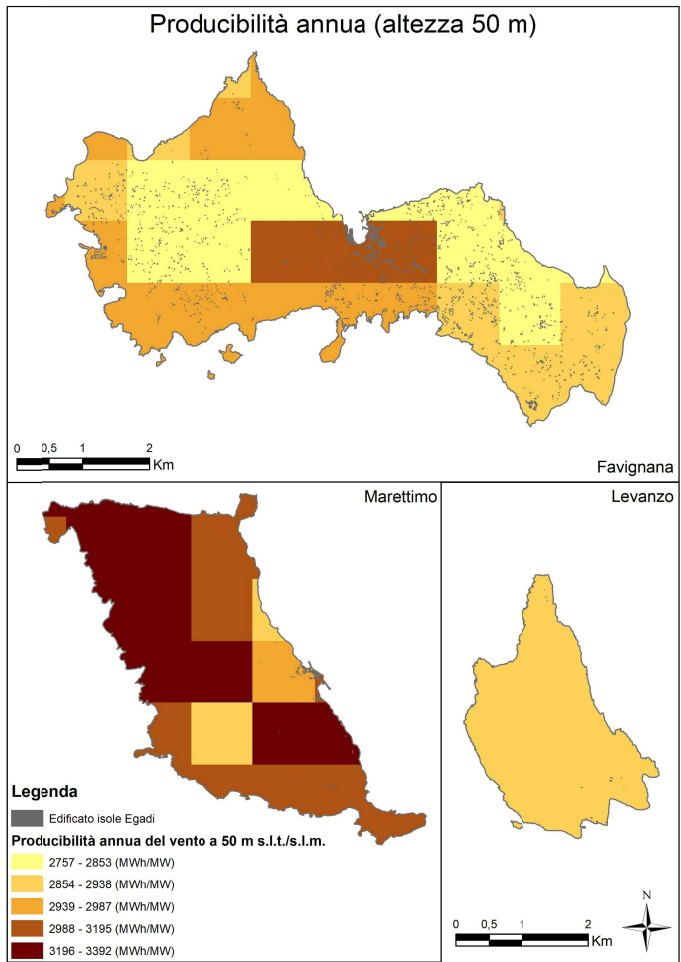 Producibilità annua (altezza 50 m)
0 0,5 1 2
Km
Favignana
Marettimo
Levanzo
Legenda
Edificato isole Egadi
Producibilità annua del vento a 50 m s.l.t./s.l.m.
2757 - 2853 (MWh/MW)
2854 - 2938 (MWh/MW)
2939 - 2987 (MWh/MW)
2988 - 3195 (MWh/MW)
3196 - 3392 (MWh/MW)
N
0 0,5 1 2
Km